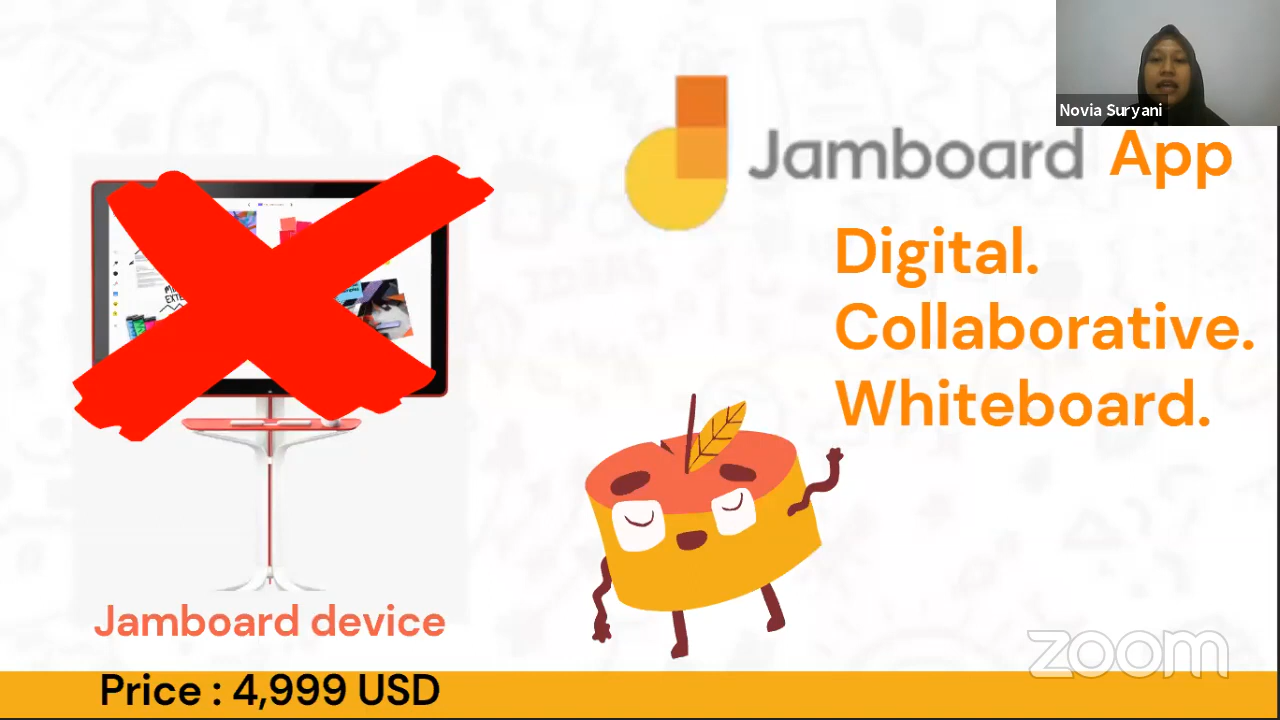 Novia Suryani
Jamboard App
Digital.
Collaborative.
Whiteboard.
Jamboard device
Price : 4,999 USD
zoom